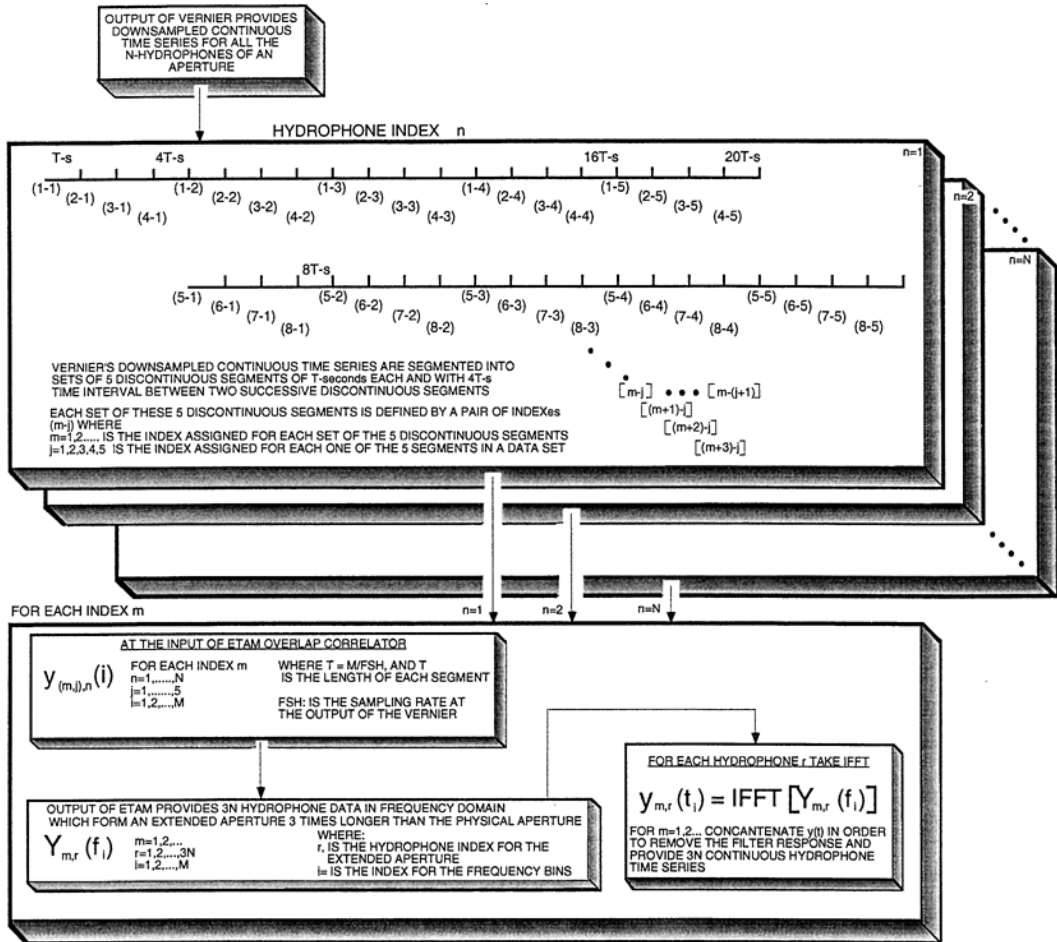 OUTPUT OF VERNIER PROVIDES
DOWNSAMPLED CONTINUOUS
TIME SERIES FOR ALL THE
N-HYDROPHONES OF AN
APERTURE
HYDROPHONE INDEX n
T-s 4T-s 16T-s 20T-s n=1
(1-1) (2-1) (3-1) (4-1) (1-2) (2-2) (3-2) (4-2) (1-3) (2-3) (3-3) (4-3) (1-4) (2-4) (3-4) (4-4) (1-5) (2-5) (3-5) (4-5)
n=2
n=N
8T-s
(5-1) (6-1) (7-1) (8-1) (5-2) (6-2) (7-2) (8-2) (5-3) (6-3) (7-3) (8-3) (5-4) (6-4) (7-4) (8-4) (5-5) (6-5) (7-5) (8-5)
VERNIER'S DOWNSAMPLED CONTINUOUS TIME SERIES ARE SEGMENTED INTO
SETS OF 5 DISCONTINUOUS SEGMENTS OF T-SECONDS EACH AND WITH 4T-s
TIME INTERVAL BETWEEN TWO SUCCESSIVE DISCONTINUOUS SEGMENTS
[m-j] • • • [m-(j+1)]
[(m+1)-j]
[(m+2)-j]
[(m+3)-j]
EACH SET OF THESE 5 DISCONTINUOUS SEGMENTS IS DEFINED BY A PAIR OF INDEXes
(m-j) WHERE
m=1,2..... IS THE INDEX ASSIGNED FOR EACH SET OF THE 5 DISCONTINUOUS SEGMENTS
j=1,2,3,4,5 IS THE INDEX ASSIGNED FOR EACH ONE OF THE 5 SEGMENTS IN A DATA SET
FOR EACH INDEX m
n=1 n=2 n=N
AT THE INPUT OF ETAM OVERLAP CORRELATOR
y(m,j),n(i)
FOR EACH INDEX m
n=1,.....,N
j=1,......,5
i=1,2,...,M
WHERE T = M/FSH, AND T
IS THE LENGTH OF EACH SEGMENT
FSH: IS THE SAMPLING RATE AT
THE OUTPUT OF THE VERNIER
OUTPUT OF ETAM PROVIDES 3N HYDROPHONE DATA IN FREQUENCY DOMAIN
WHICH FORM AN EXTENDED APERTURE 3 TIMES LONGER THAN THE PHYSICAL APERTURE
Ym,r (fi)
m=1,2,...
r=1,2,...,3N
i=1,2,...,M
WHERE:
r, IS THE HYDROPHONE INDEX FOR THE
EXTENDED APERTURE
i= IS THE INDEX FOR THE FREQUENCY BINS
FOR EACH HYDROPHONE r TAKE IFFT
ym,r (ti) = IFFT [Ym,r (fi)]
FOR m=1,2... CONCANTENATE y(t) IN ORDER
TO REMOVE THE FILTER RESPONSE AND
PROVIDE 3N CONTINUOUS HYDROPHONE
TIME SERIES